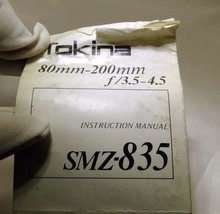 Tokina
80mm-200mm
f/3.5-4.5
INSTRUCTION MANUAL
SMZ-835